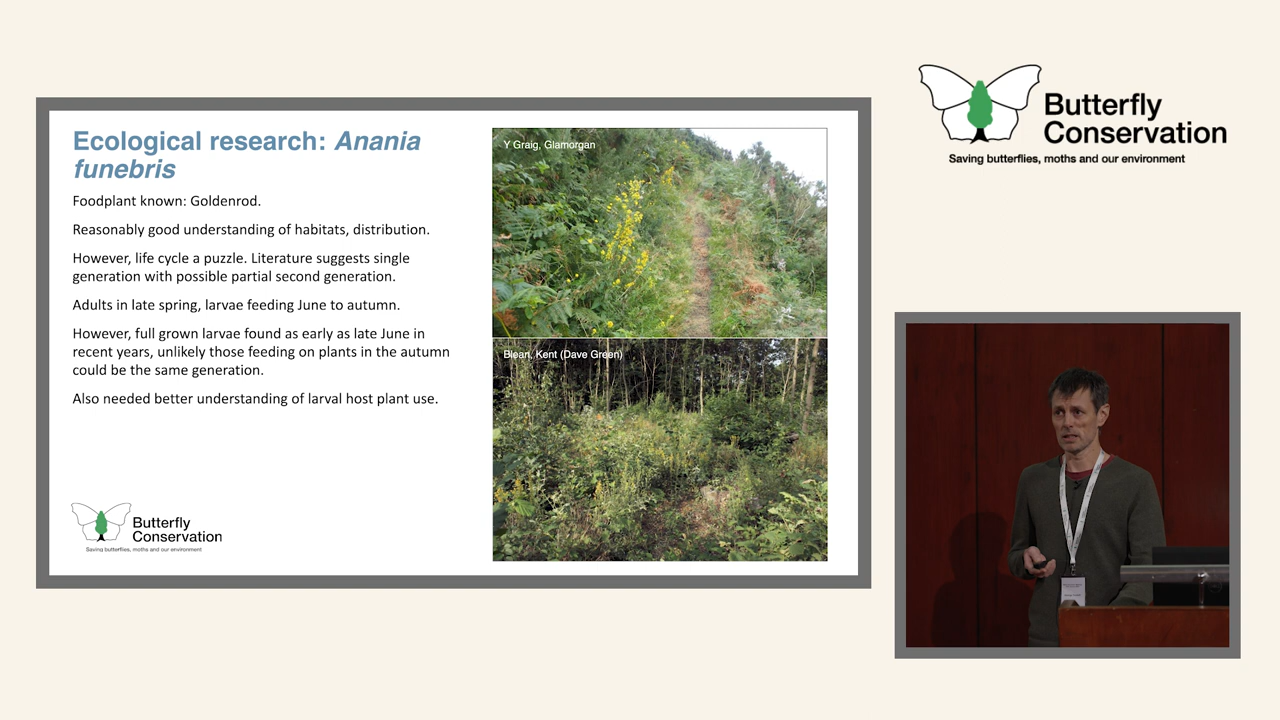 Ecological research: Anania
funebris
Foodplant known: Goldenrod.
Reasonably good understanding of habitats, distribution.
However, life cycle a puzzle. Literature suggests single
generation with possible partial second generation.
Adults in late spring, larvae feeding June to autumn.
However, full grown larvae found as early as late June in
recent years, unlikely those feeding on plants in the autumn
could be the same generation.
Also needed better understanding of larval host plant use.
Butterfly
Conservation
Saving butterflies, moths and our environment
Y Graig, Glamorgan
Blean, Kent (Dave Green)
Butterfly
Conservation
Saving butterflies, moths and our environment